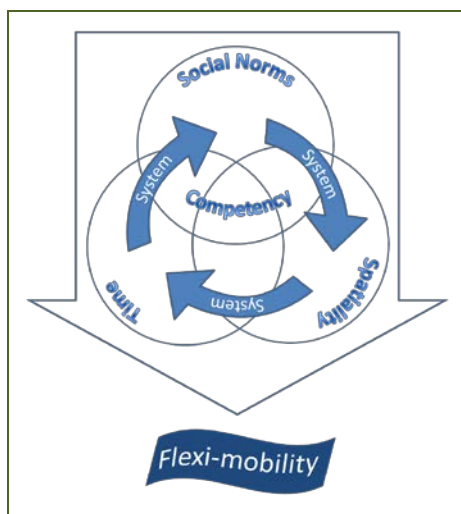 Social Norms
System
System
Competency
Time
System
Spatiality
Flexi-mobility